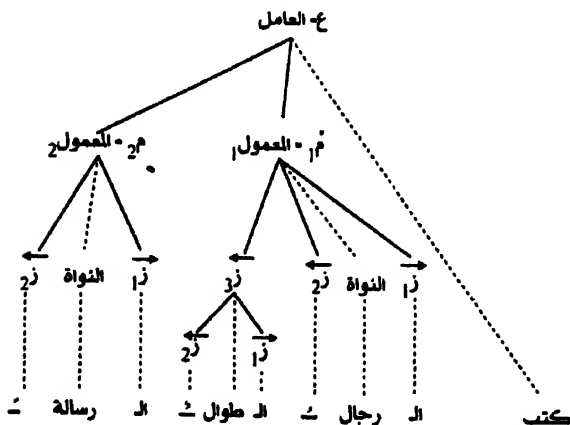 ع - العامل
م1 - المعمول1 م2 - المعمول2
ز1 النواة ز2 ز3 ز1 النواة ز2
ز1 ز2
كتب الـ رجال ـُ الـ طوال ـُ الـ رسالة ـَ